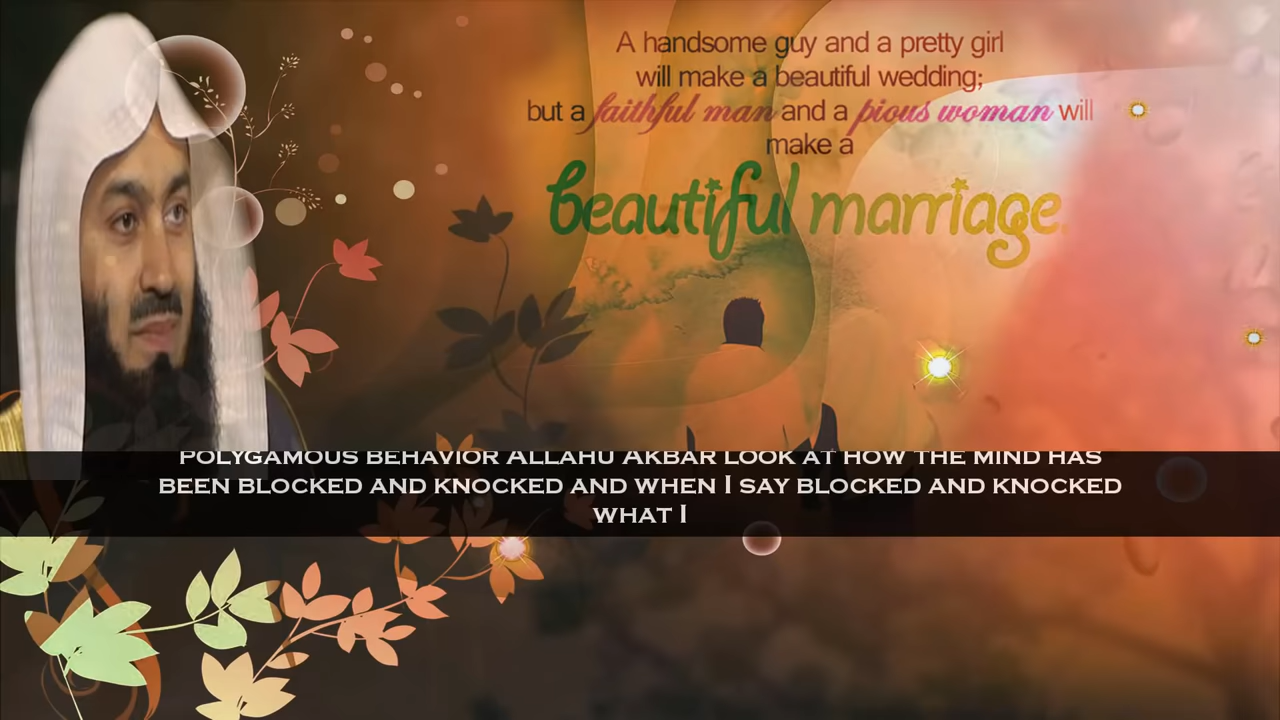 A handsome guy and a pretty girl
will make a beautiful wedding;
but a faithful man and a pious woman will
make a
beautiful marriage.
POLYGAMOUS BEHAVIOR ALLAHU AKBAR LOOK AT HOW THE MIND HAS
BEEN BLOCKED AND KNOCKED AND WHEN I SAY BLOCKED AND KNOCKED
WHAT I